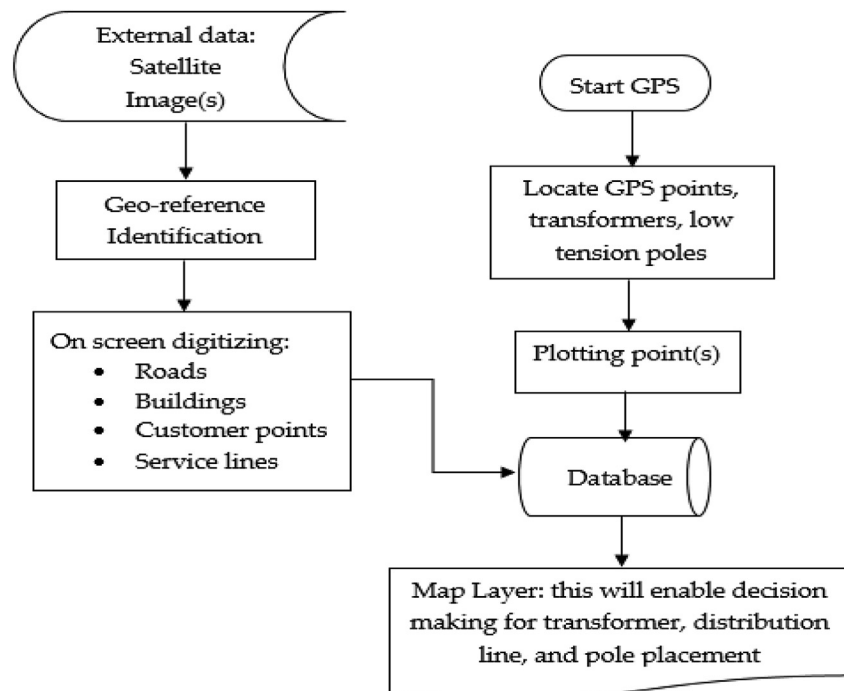 External data:
Satellite
Image(s)
Geo-reference
Identification
On screen digitizing:
• Roads
• Buildings
• Customer points
• Service lines
Start GPS
Locate GPS points,
transformers, low
tension poles
Plotting point(s)
Database
Map Layer: this will enable decision
making for transformer, distribution
line, and pole placement